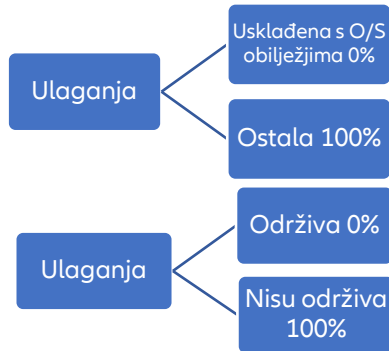 Ulaganja
Usklađena s O/S
obilježjima 0%
Ostala 100%
Ulaganja
Održiva 0%
Nisu održiva
100%